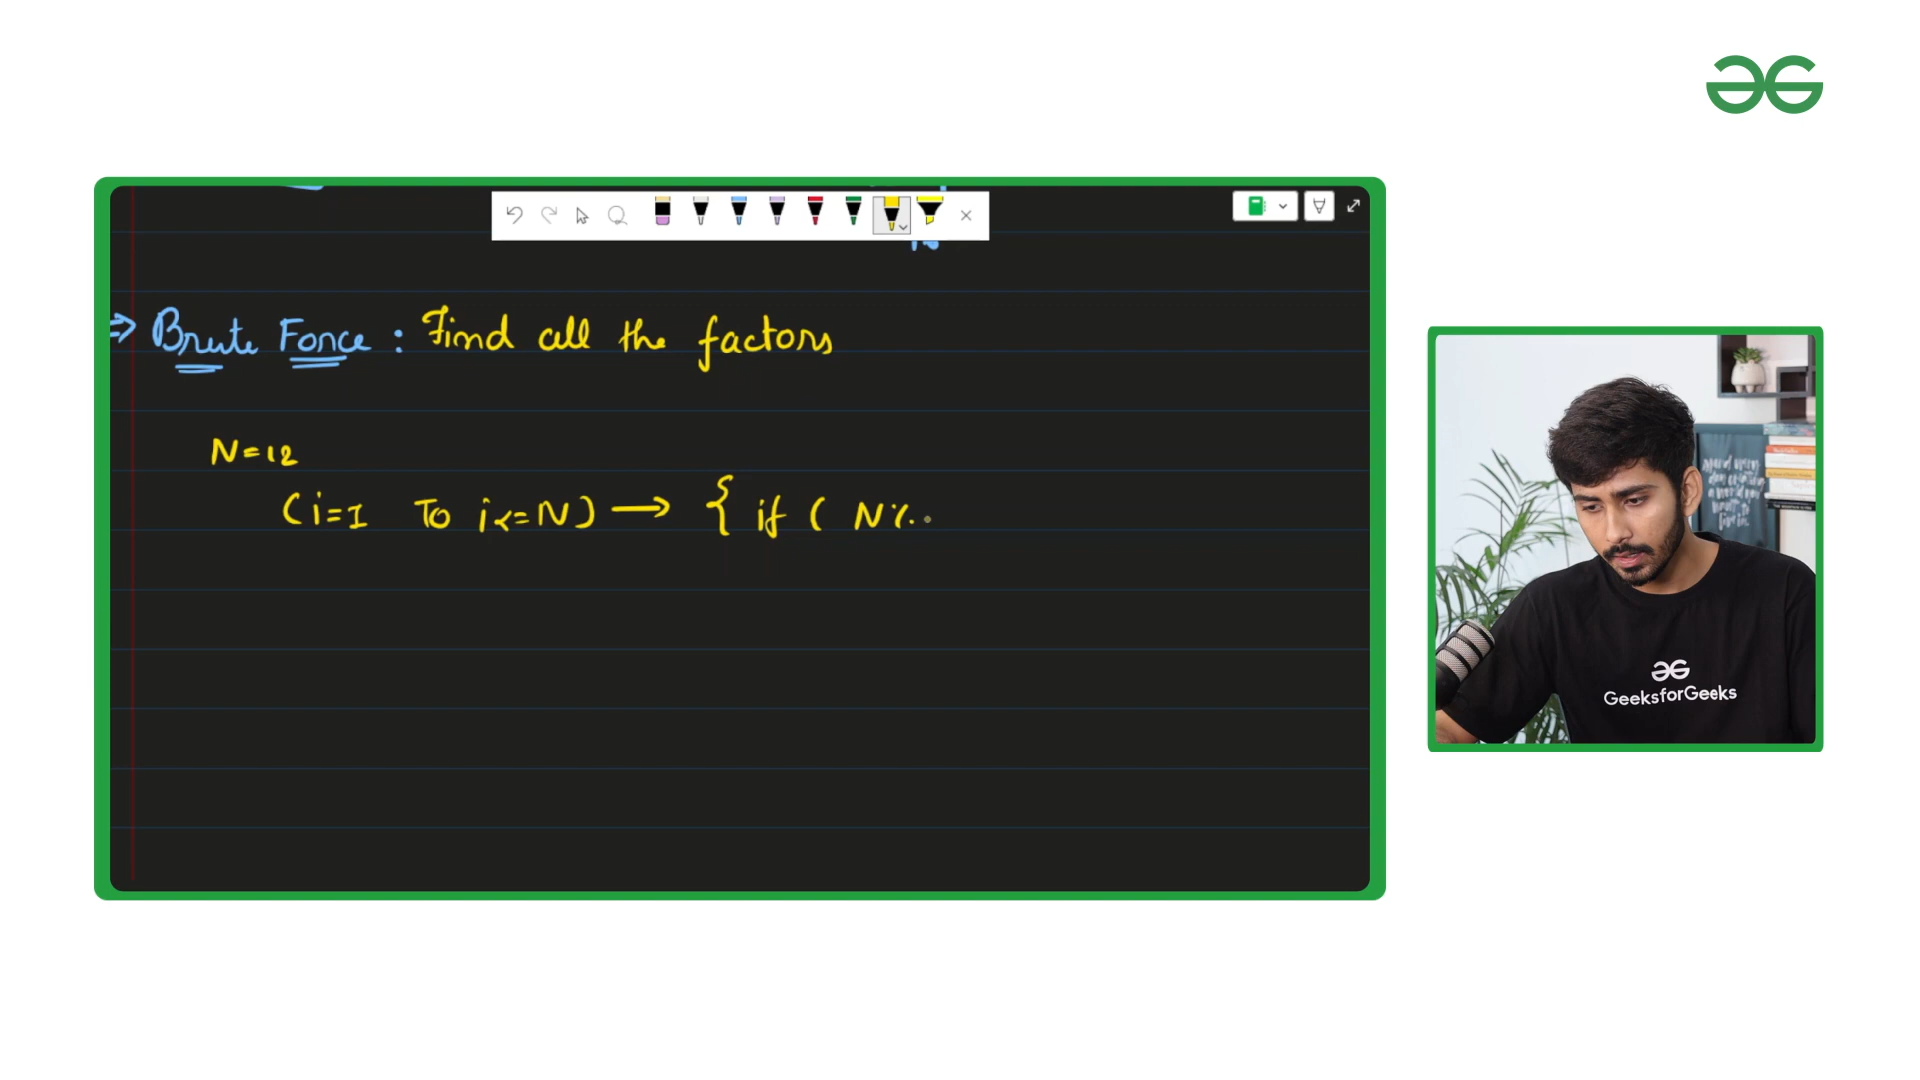 ⇒ Brute Force : Find all the factors
N=12
(i=1 To i<=N) → { if ( N%.
GeeksforGeeks